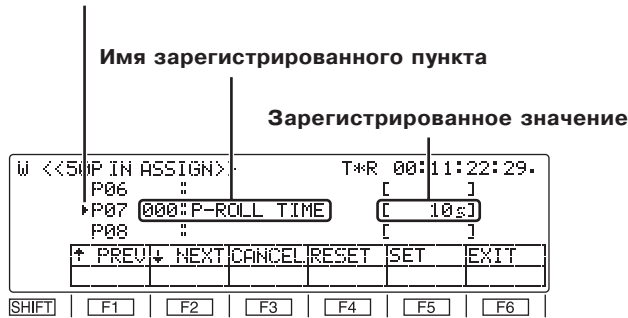 Имя зарегистрированного пункта
Зарегистрированное значение
W <<50P IN ASSIGN>> T*R 00:11:22:29.
P06 : [ ]
▸P07 000:P-ROLL TIME [ 10s]
P08 : [ ]
↑ PREV ↓ NEXT CANCEL RESET SET EXIT
SHIFT F1 F2 F3 F4 F5 F6